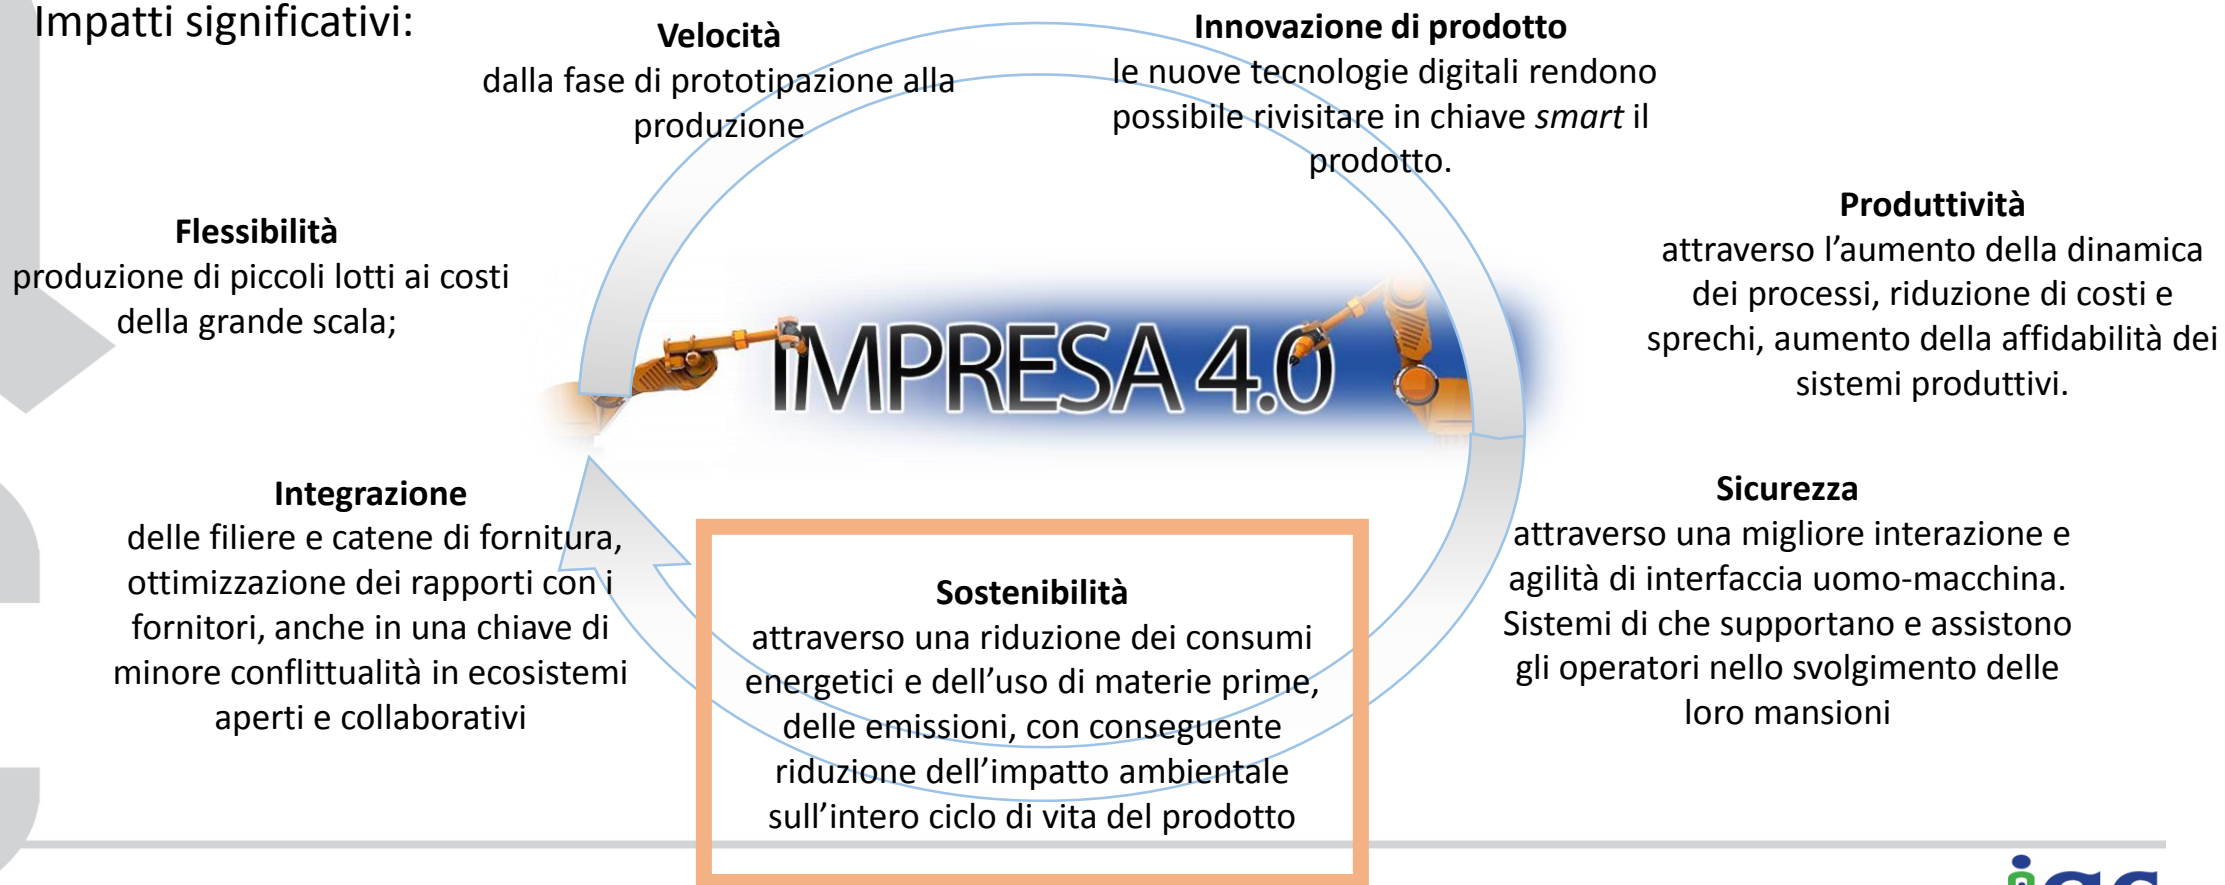 Impatti significativi:
Velocità
dalla fase di prototipazione alla
produzione
Innovazione di prodotto
le nuove tecnologie digitali rendono
possibile rivisitare in chiave smart il
prodotto.
Flessibilità
produzione di piccoli lotti ai costi
della grande scala;
Produttività
attraverso l’aumento della dinamica
dei processi, riduzione di costi e
sprechi, aumento della affidabilità dei
sistemi produttivi.
IMPRESA 4.0
Integrazione
delle filiere e catene di fornitura,
ottimizzazione dei rapporti con i
fornitori, anche in una chiave di
minore conflittualità in ecosistemi
aperti e collaborativi
Sostenibilità
attraverso una riduzione dei consumi
energetici e dell’uso di materie prime,
delle emissioni, con conseguente
riduzione dell’impatto ambientale
sull’intero ciclo di vita del prodotto
Sicurezza
attraverso una migliore interazione e
agilità di interfaccia uomo-macchina.
Sistemi di che supportano e assistono
gli operatori nello svolgimento delle
loro mansioni